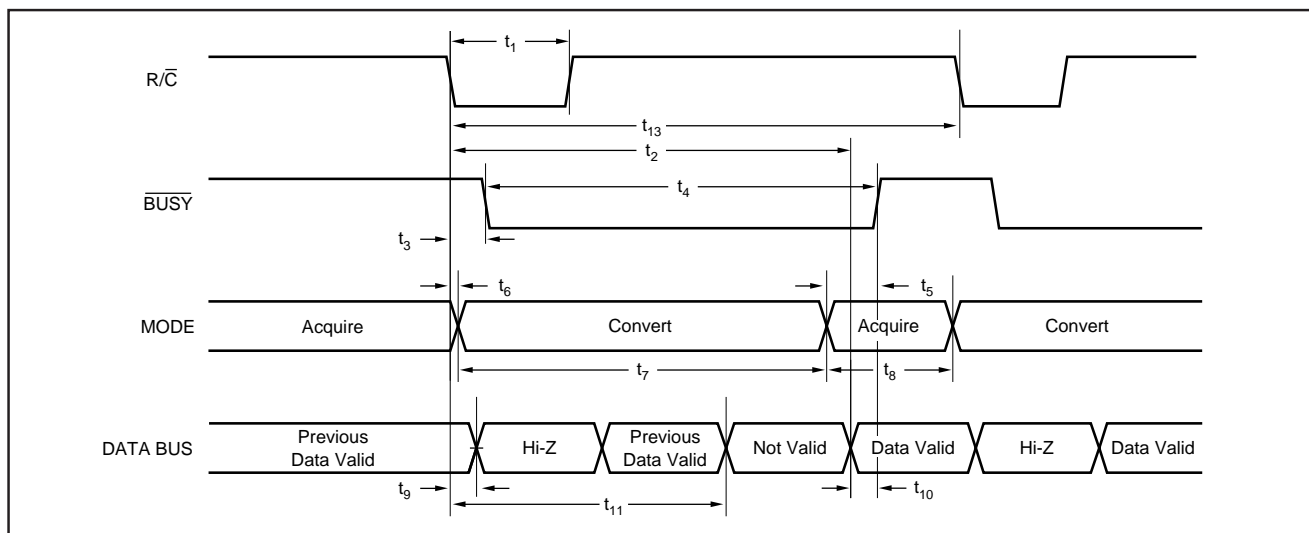 t1
R/C̅
t13
t2
B̅U̅S̅Y̅
t4
t3
t6
t5
MODE
Acquire
Convert
Acquire
Convert
t7
t8
DATA BUS
Previous
Data Valid
Hi-Z
Previous
Data Valid
Not Valid
Data Valid
Hi-Z
Data Valid
t9
t11
t10